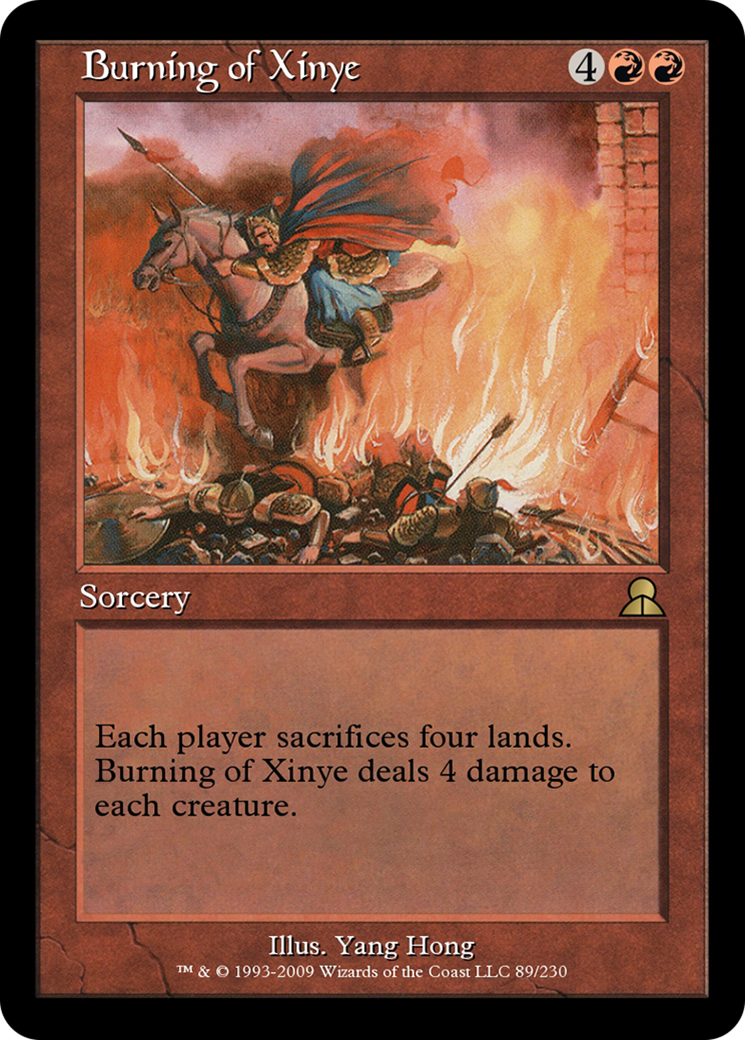 Burning of Xinye 4
Sorcery
Each player sacrifices four lands.
Burning of Xinye deals 4 damage to
each creature.
Illus. Yang Hong
™ & © 1993-2009 Wizards of the Coast LLC 89/230